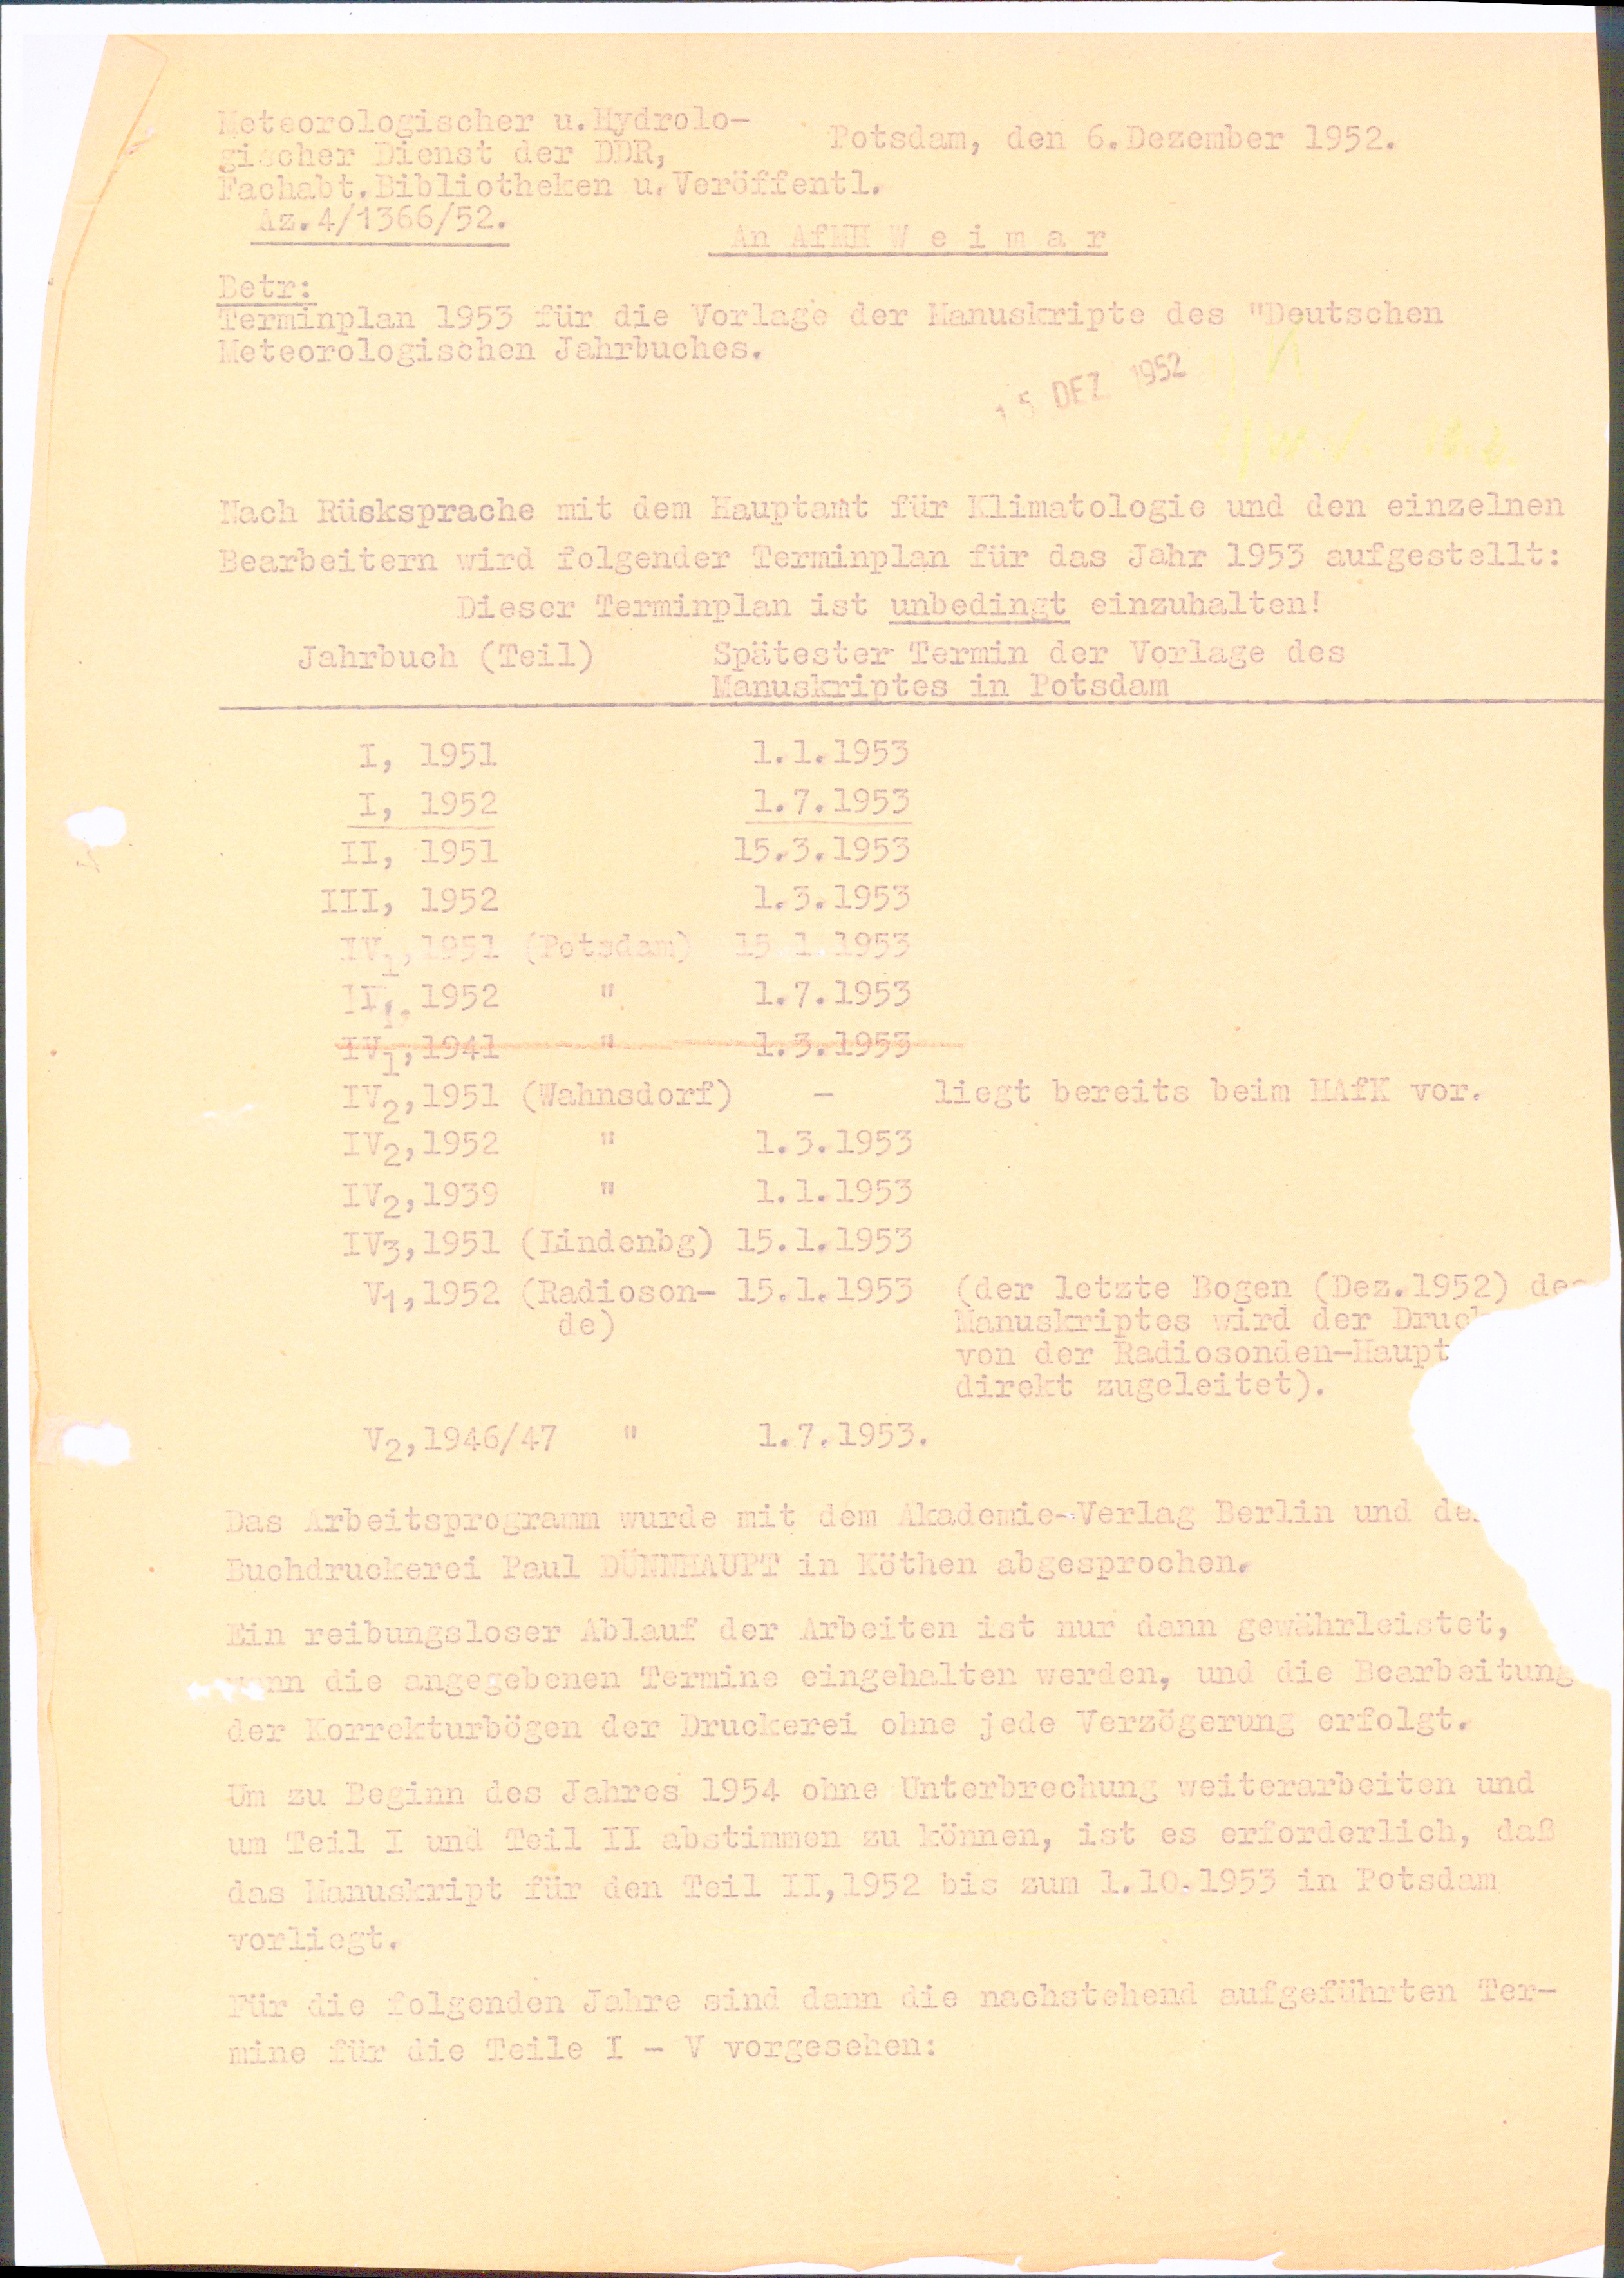 Meteorologischer u.Hydrolo-
gischer Dienst der DDR,
Fachabt.Bibliotheken u.Veröffentl.
Az.4/1366/52.
Potsdam, den 6.Dezember 1952.
An AfMH W e i m a r
Betr:
Terminplan 1953 für die Vorlage der Manuskripte des "Deutschen
Meteorologischen Jahrbuches.
15 DEZ 1952
Nach Rüsksprache mit dem Hauptamt für Klimatologie und den einzelnen
Bearbeitern wird folgender Terminplan für das Jahr 1953 aufgestellt:
Dieser Terminplan ist unbedingt einzuhalten!
Jahrbuch (Teil) Spätester Termin der Vorlage des
Manuskriptes in Potsdam
I, 1951 1.1.1953
I, 1952 1.7.1953
II, 1951 15.3.1953
III, 1952 1.3.1953
IV1,1951 (Potsdam) 15.1.1953
1952 " 1.7.1953
IV1,1941 " 1.3.1953
IV2,1951 (Wahnsdorf) - liegt bereits beim HAfK vor.
IV2,1952 " 1.3.1953
IV2,1939 " 1.1.1953
IV3,1951 (Lindenbg) 15.1.1953
V1,1952 (Radioson- 15.1.1953 (der letzte Bogen (Dez.1952)
de) Manuskriptes wird der
von der Radiosonden-Haupt
direkt zugeleitet).
V2,1946/47 " 1.7.1953.
Das Arbeitsprogramm wurde mit dem Akademie-Verlag Berlin und
Buchdruckerei Paul DÜNNHAUPT in Köthen abgesprochen.
Ein reibungsloser Ablauf der Arbeiten ist nur dann gewährleistet,
wenn die angegebenen Termine eingehalten werden, und die Bearbeitung
der Korrekturbögen der Druckerei ohne jede Verzögerung erfolgt.
Um zu Beginn des Jahres 1954 ohne Unterbrechung weiterarbeiten und
um Teil I und Teil II abstimmen zu können, ist es erforderlich, daß
das Manuskript für den Teil II,1952 bis zum 1.10.1953 in Potsdam
vorliegt.
Für die folgenden Jahre sind dann die nachstehend aufgeführten Ter-
mine für die Teile I - V vorgesehen: